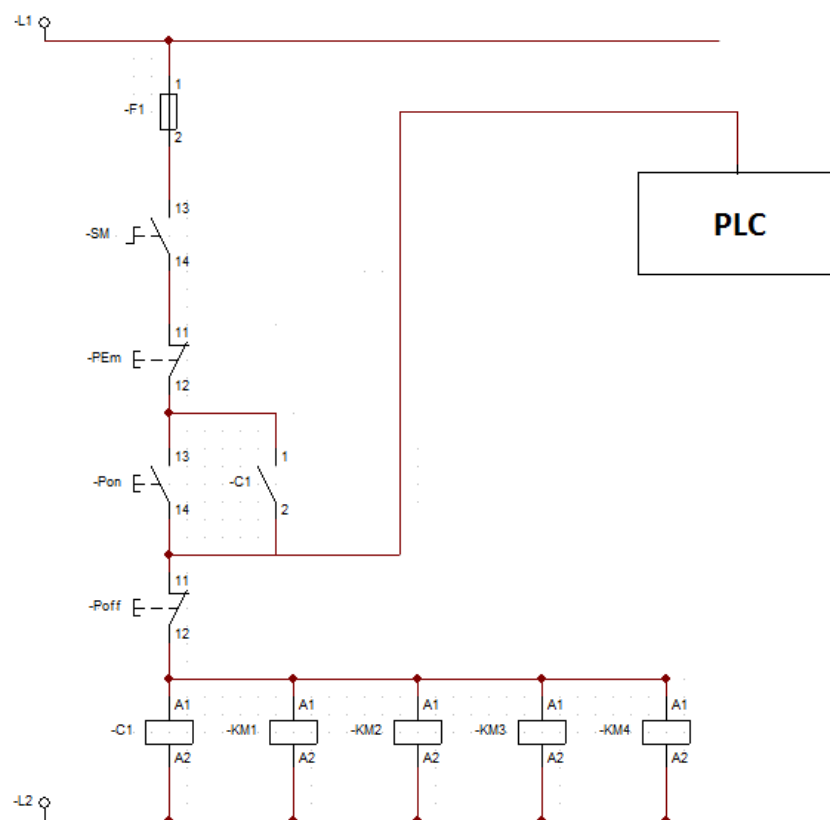 -L1
1
-F1
2
13
-SM
14
PLC
11
-PEm
12
13
1
-Pon
-C1
14
2
11
-Poff
12
A1 A1 A1 A1 A1
-C1 -KM1 -KM2 -KM3 -KM4
A2 A2 A2 A2 A2
-L2